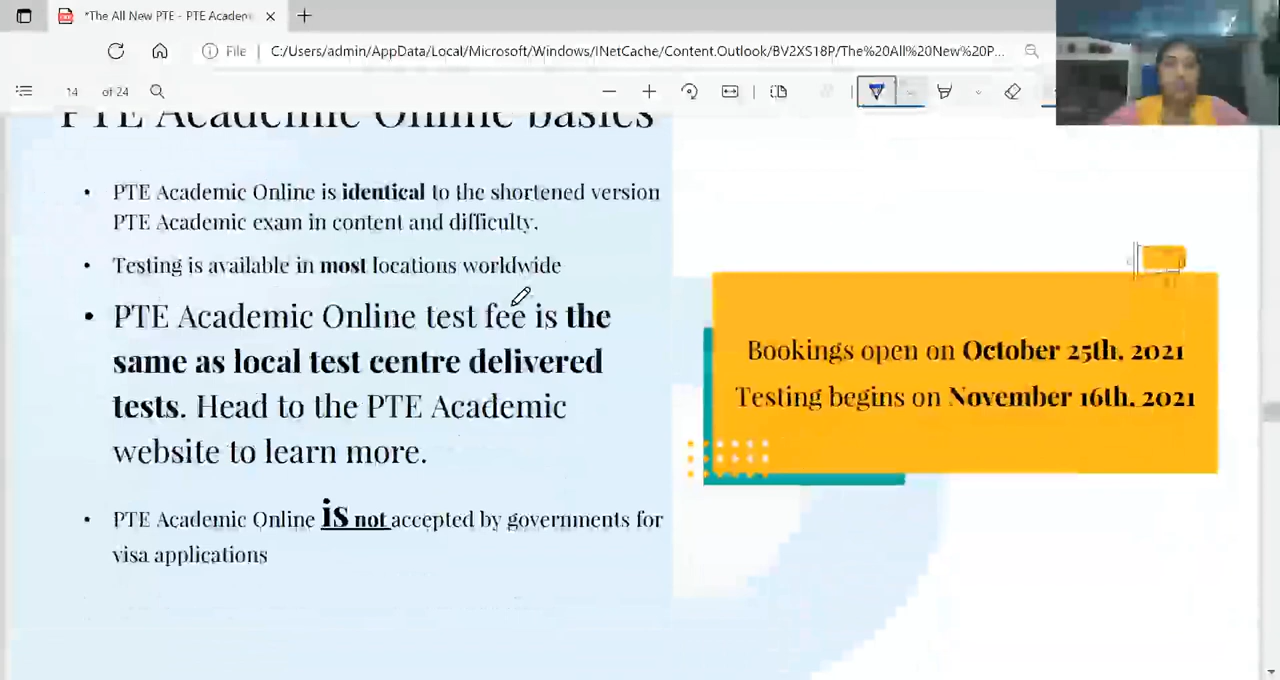 *The All New PTE - PTE Academ
File
C:/Users/admin/AppData/Local/Microsoft/Windows/INetCache/Content.Outlook/BV2XS18P/The%20All%20New%20P...
14 of 24
PTE Academic Online basics
• PTE Academic Online is identical to the shortened version
PTE Academic exam in content and difficulty.
• Testing is available in most locations worldwide
• PTE Academic Online test fee is the
same as local test centre delivered
tests. Head to the PTE Academic
website to learn more.
• PTE Academic Online is not accepted by governments for
visa applications
Bookings open on October 25th, 2021
Testing begins on November 16th, 2021